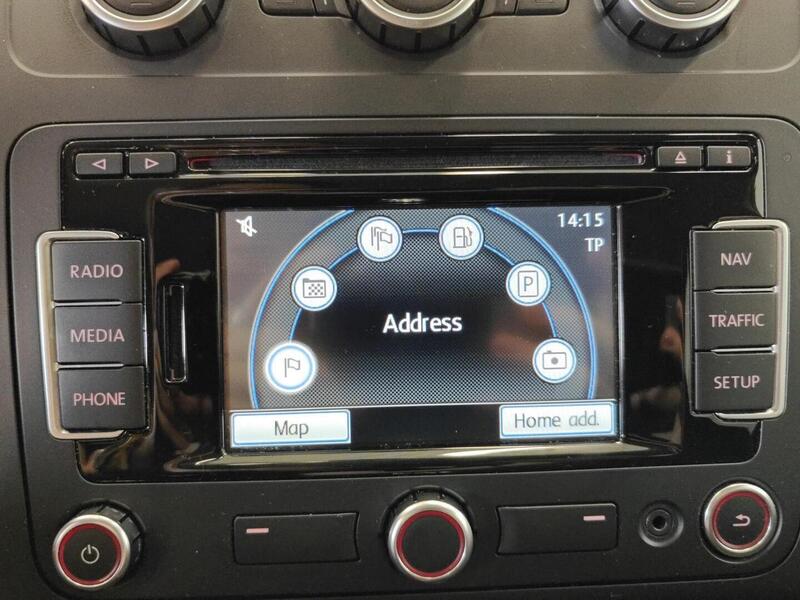 14:15
TP
RADIO
MEDIA
PHONE
Address
Map
Home add.
NAV
TRAFFIC
SETUP
i
P